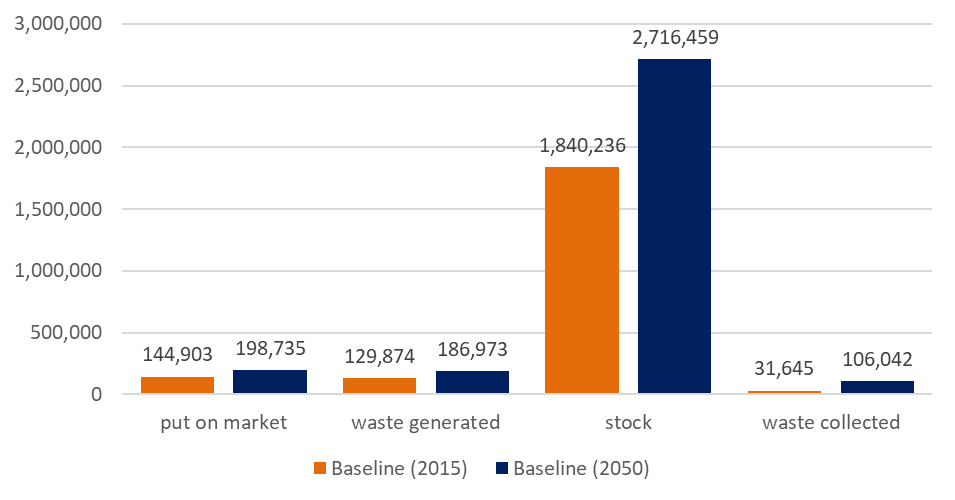 3,000,000
2,500,000
2,000,000
1,500,000
1,000,000
500,000
0
144,903
198,735
129,874
186,973
1,840,236
2,716,459
31,645
106,042
put on market
waste generated
stock
waste collected
Baseline (2015)
Baseline (2050)